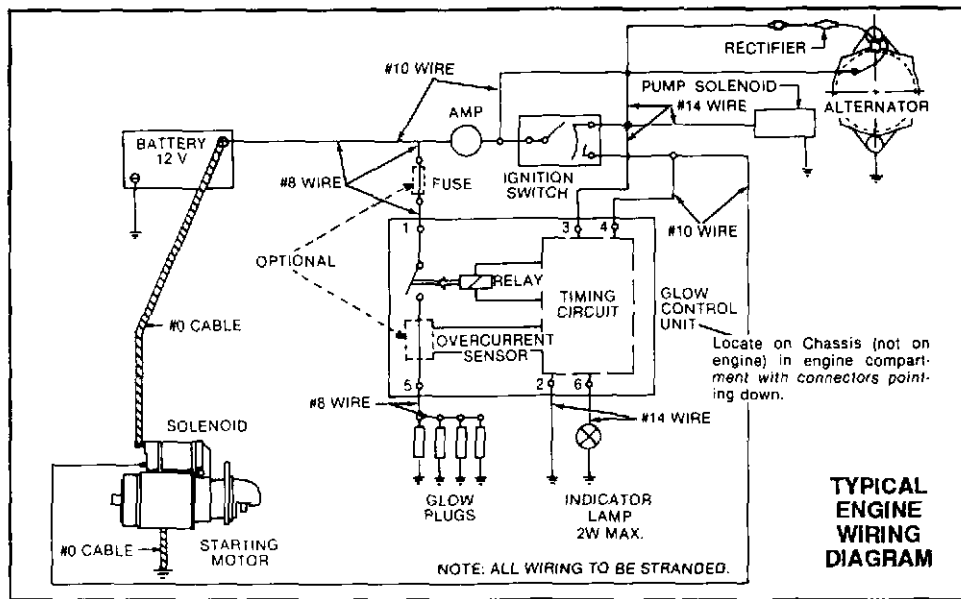 RECTIFIER
#10 WIRE
PUMP SOLENOID
#14 WIRE
ALTERNATOR
AMP
BATTERY
12 V
#8 WIRE
FUSE
IGNITION
SWITCH
1
3
4
#10 WIRE
OPTIONAL
RELAY
TIMING
CIRCUIT
GLOW
CONTROL
UNIT
Locate on Chassis (not on
engine) in engine compart-
ment with connectors point-
ing down.
#0 CABLE
OVERCURRENT
SENSOR
5
2
6
#8 WIRE
#14 WIRE
SOLENOID
GLOW
PLUGS
INDICATOR
LAMP
2W MAX.
#0 CABLE
STARTING
MOTOR
TYPICAL
ENGINE
WIRING
DIAGRAM
NOTE: ALL WIRING TO BE STRANDED.